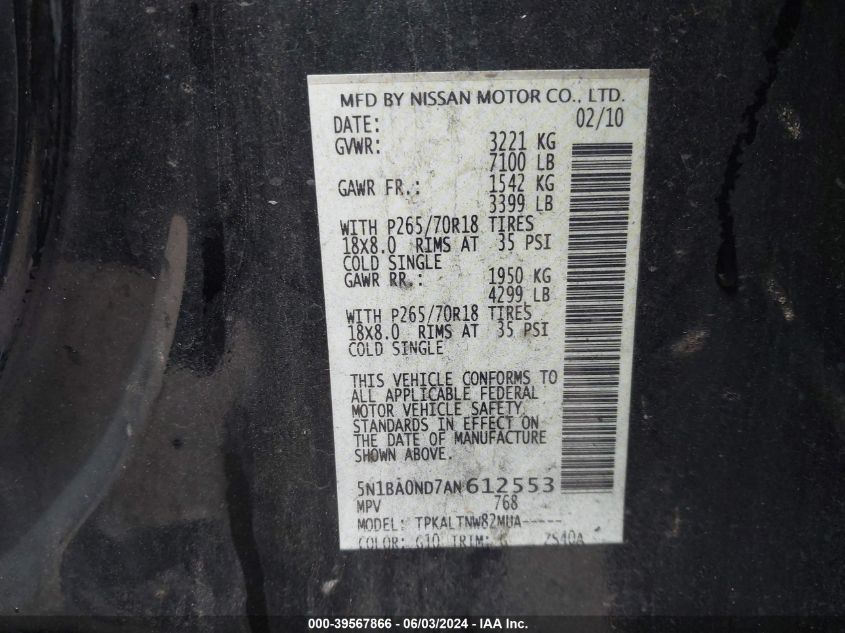 MFD BY NISSAN MOTOR CO., LTD.
DATE: 02/10
GVWR: 3221 KG
7100 LB
GAWR FR.: 1542 KG
3399 LB
WITH P265/70R18 TIRES
18X8.0 RIMS AT 35 PSI
COLD SINGLE
GAWR RR.: 1950 KG
4299 LB
WITH P265/70R18 TIRES
18X8.0 RIMS AT 35 PSI
COLD SINGLE
THIS VEHICLE CONFORMS TO
ALL APPLICABLE FEDERAL
MOTOR VEHICLE SAFETY
STANDARDS IN EFFECT ON
THE DATE OF MANUFACTURE
SHOWN ABOVE.
5N1BA0ND7AN612553
MPV 768
MODEL: TPKALTNW82MUA-----
COLOR: G10 TRIM: ZS40A
000-39567866 - 06/03/2024 - IAA Inc.